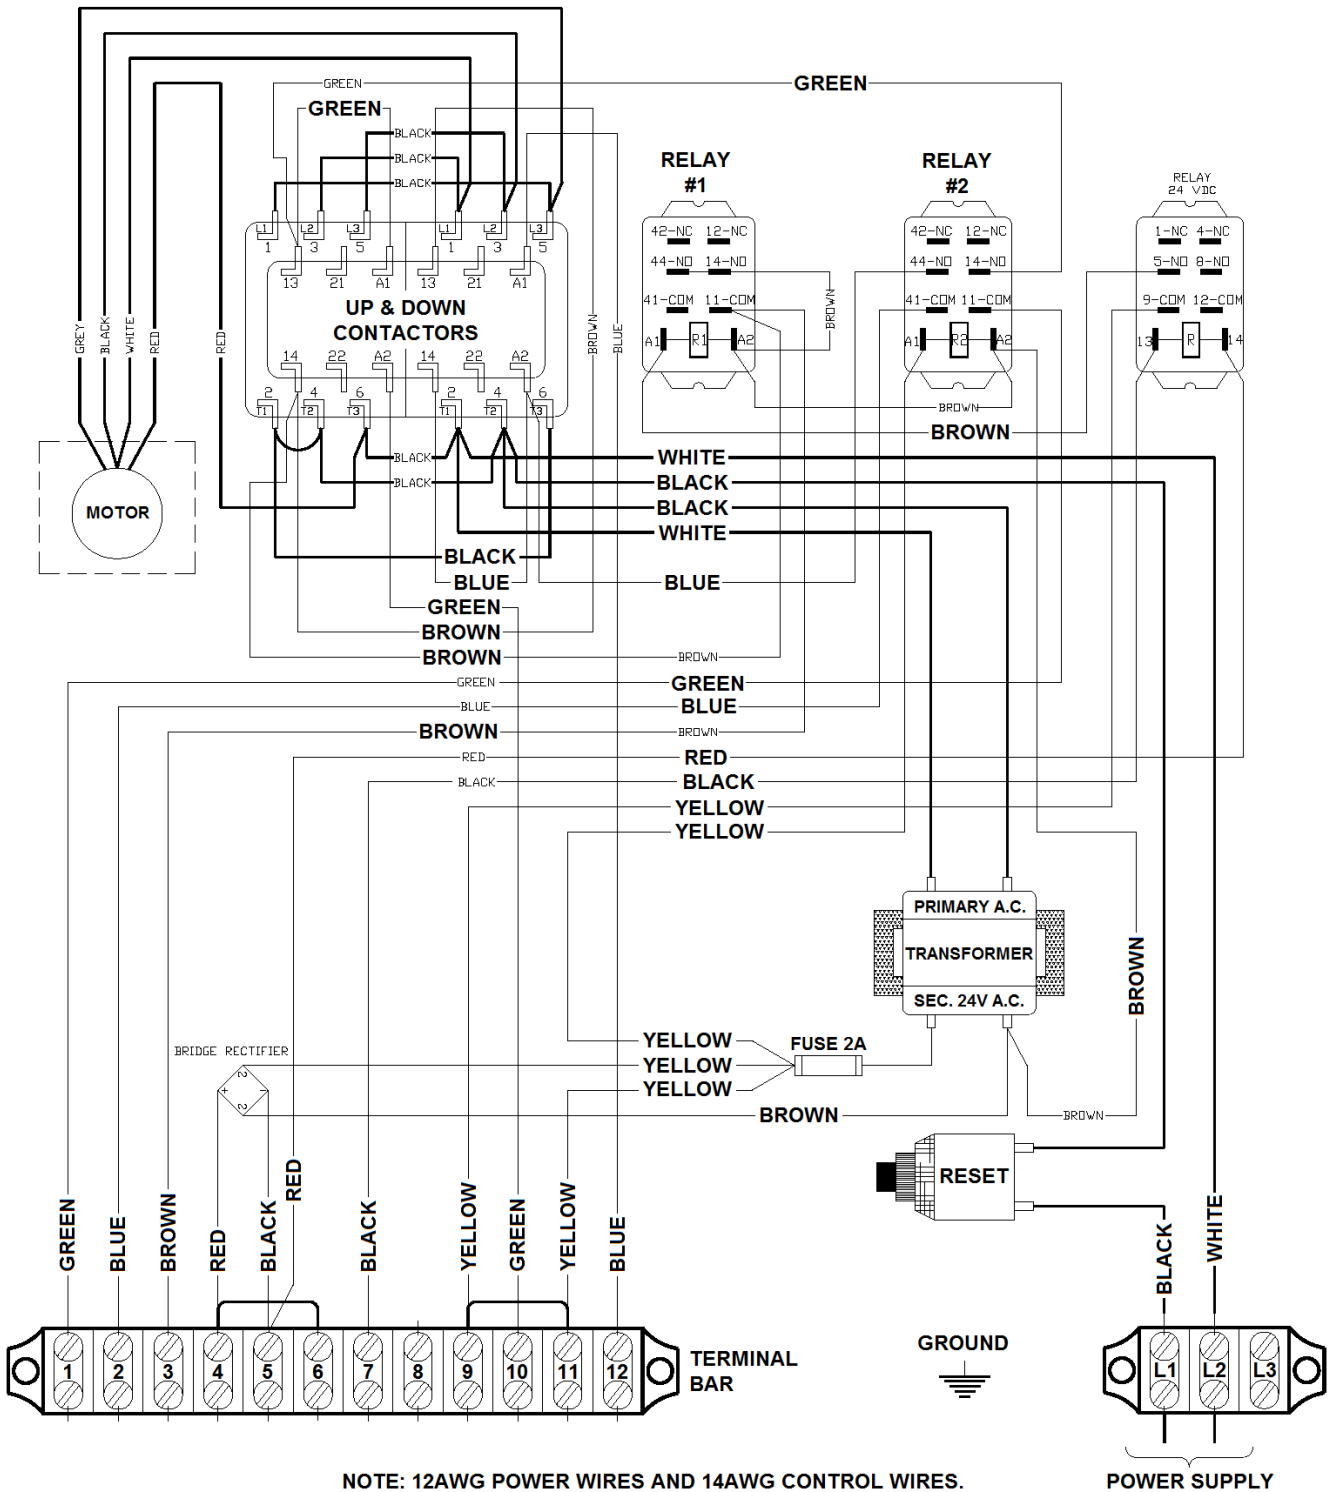 GREEN
GREEN
GREEN
BLACK
BLACK
BLACK
RELAY
#1
RELAY
#2
RELAY
24 VDC
L1 L2 L3 L1 L2 L3
1 3 5 1 3 5
13 21 A1 13 21 A1
UP & DOWN
CONTACTORS
14 22 A2 14 22 A2
2 4 6 2 4 6
T1 T2 T3 T1 T2 T3
42-NC 12-NC
44-NO 14-NO
41-COM 11-COM
A1 R1 A2
42-NC 12-NC
44-NO 14-NO
41-COM 11-COM
A1 R2 A2
1-NC 4-NC
5-NO 8-NO
9-COM 12-COM
13 R 14
GREY
BLACK
WHITE
RED
RED
BROWN
BLUE
BROWN
BROWN
BROWN
MOTOR
BLACK
WHITE
BLACK
BLACK
BLACK
WHITE
BLACK
BLUE
BLUE
GREEN
BROWN
BROWN
BROWN
GREEN
GREEN
BLUE
BLUE
BROWN
BROWN
RED
RED
BLACK
BLACK
YELLOW
YELLOW
PRIMARY A.C.
TRANSFORMER
SEC. 24V A.C.
BROWN
YELLOW
FUSE 2A
BRIDGE RECTIFIER
YELLOW
YELLOW
2
+ -
2
BROWN
BROWN
RESET
GREEN
BLUE
BROWN
RED
BLACK
RED
BLACK
YELLOW
GREEN
YELLOW
BLUE
BLACK
WHITE
1 2 3 4 5 6 7 8 9 10 11 12
TERMINAL
BAR
GROUND
L1 L2 L3
NOTE: 12AWG POWER WIRES AND 14AWG CONTROL WIRES.
POWER SUPPLY